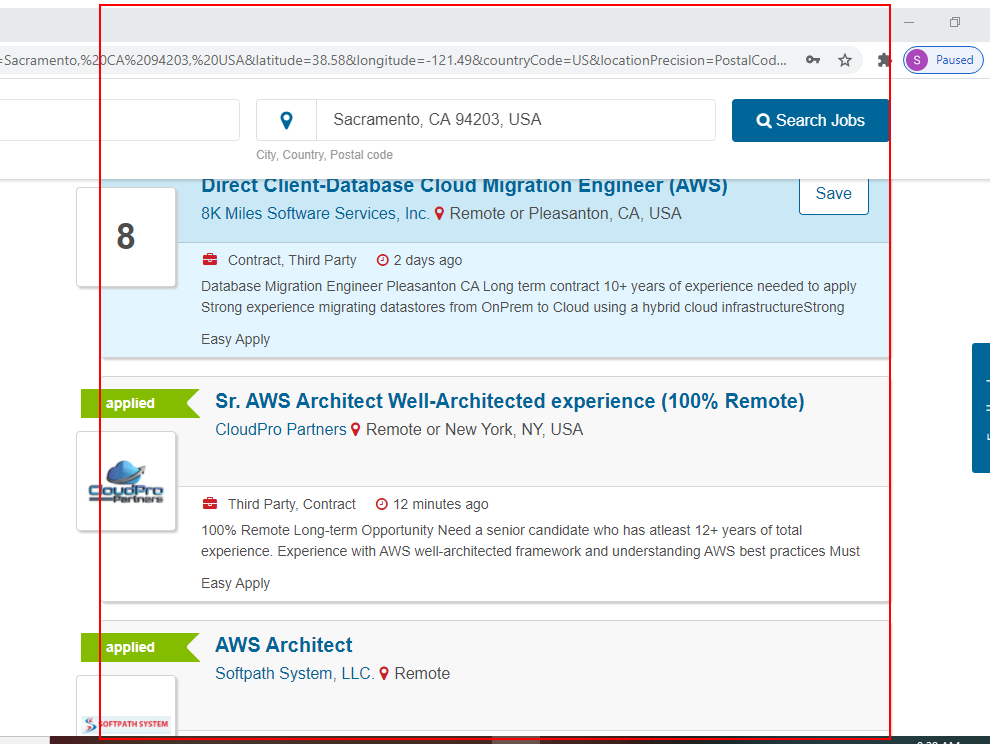 =Sacramento,%20CA%2094203,%20USA&latitude=38.58&longitude=-121.49&countryCode=US&locationPrecision=PostalCod...
S Paused
Sacramento, CA 94203, USA
Search Jobs
City, Country, Postal code
Direct Client-Database Cloud Migration Engineer (AWS)
Save
8K Miles Software Services, Inc. Remote or Pleasanton, CA, USA
8
Contract, Third Party 2 days ago
Database Migration Engineer Pleasanton CA Long term contract 10+ years of experience needed to apply
Strong experience migrating datastores from OnPrem to Cloud using a hybrid cloud infrastructureStrong
Easy Apply
applied
Sr. AWS Architect Well-Architected experience (100% Remote)
CloudPro Partners Remote or New York, NY, USA
CloudPro
Partners
Third Party, Contract 12 minutes ago
100% Remote Long-term Opportunity Need a senior candidate who has atleast 12+ years of total
experience. Experience with AWS well-architected framework and understanding AWS best practices Must
Easy Apply
applied
AWS Architect
Softpath System, LLC. Remote
SOFTPATH SYSTEM